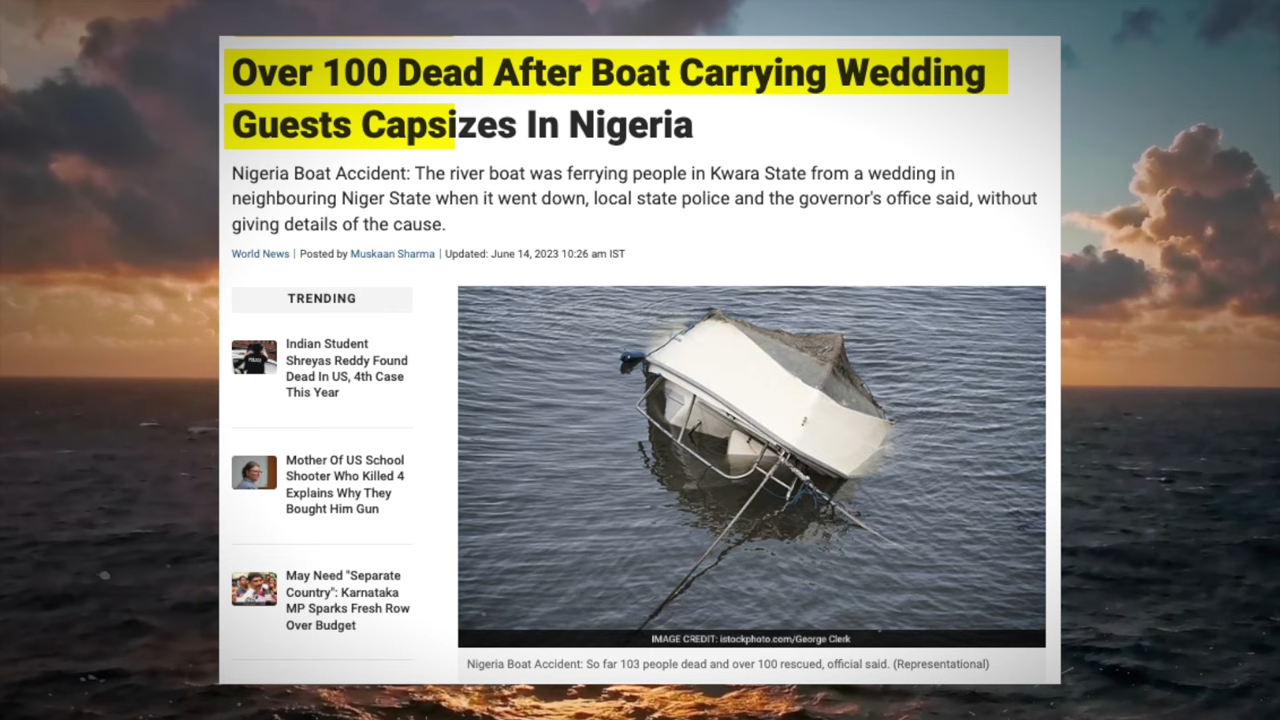 Over 100 Dead After Boat Carrying Wedding
Guests Capsizes In Nigeria
Nigeria Boat Accident: The river boat was ferrying people in Kwara State from a wedding in
neighbouring Niger State when it went down, local state police and the governor's office said, without
giving details of the cause.
World News | Posted by Muskaan Sharma | Updated: June 14, 2023 10:26 am IST
TRENDING
Indian Student
Shreyas Reddy Found
Dead In US, 4th Case
This Year
Mother Of US School
Shooter Who Killed 4
Explains Why They
Bought Him Gun
May Need "Separate
Country": Karnataka
MP Sparks Fresh Row
Over Budget
IMAGE CREDIT: istockphoto.com/George Clerk
Nigeria Boat Accident: So far 103 people dead and over 100 rescued, official said. (Representational)